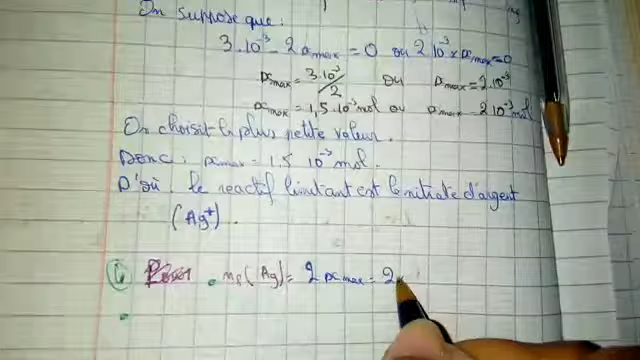 On suppose que :
3.10⁻³ - 2xmax = 0 ou 2.10⁻³ - xmax = 0
xmax = 3.10⁻³/2 ou xmax = 2.10⁻³
xmax = 1,5.10⁻³ mol ou xmax = 2.10⁻³ mol
On choisit la plus petite valeur.
Donc : xmax = 1,5 10⁻³ mol.
D'où : le reactif limitant est le nitrate d'argent
(Ag⁺).
nf(Ag) = 2xmax = 2x